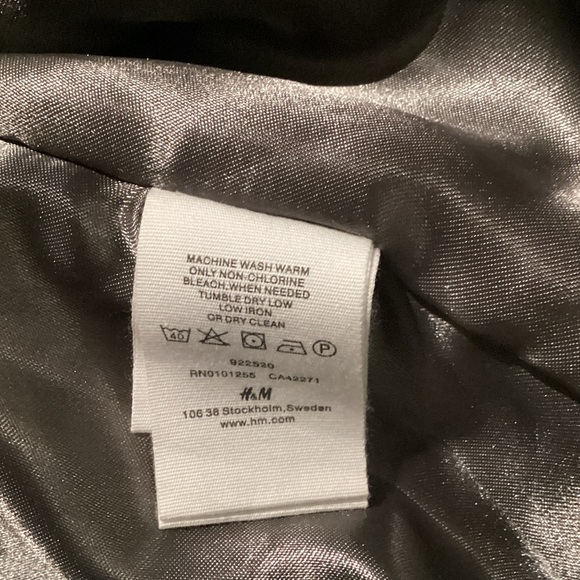 MACHINE WASH WARM
ONLY NON-CHLORINE
BLEACH, WHEN NEEDED
TUMBLE DRY LOW
LOW IRON
OR DRY CLEAN
40 P
922520
RN0101255 CA42271
H&M
106 38 Stockholm, Sweden
www.hm.com